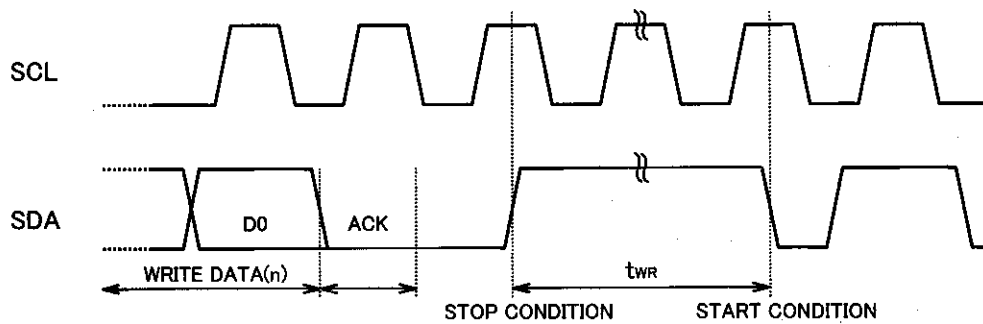 SCL
SDA
D0
ACK
WRITE DATA(n)
tWR
STOP CONDITION
START CONDITION